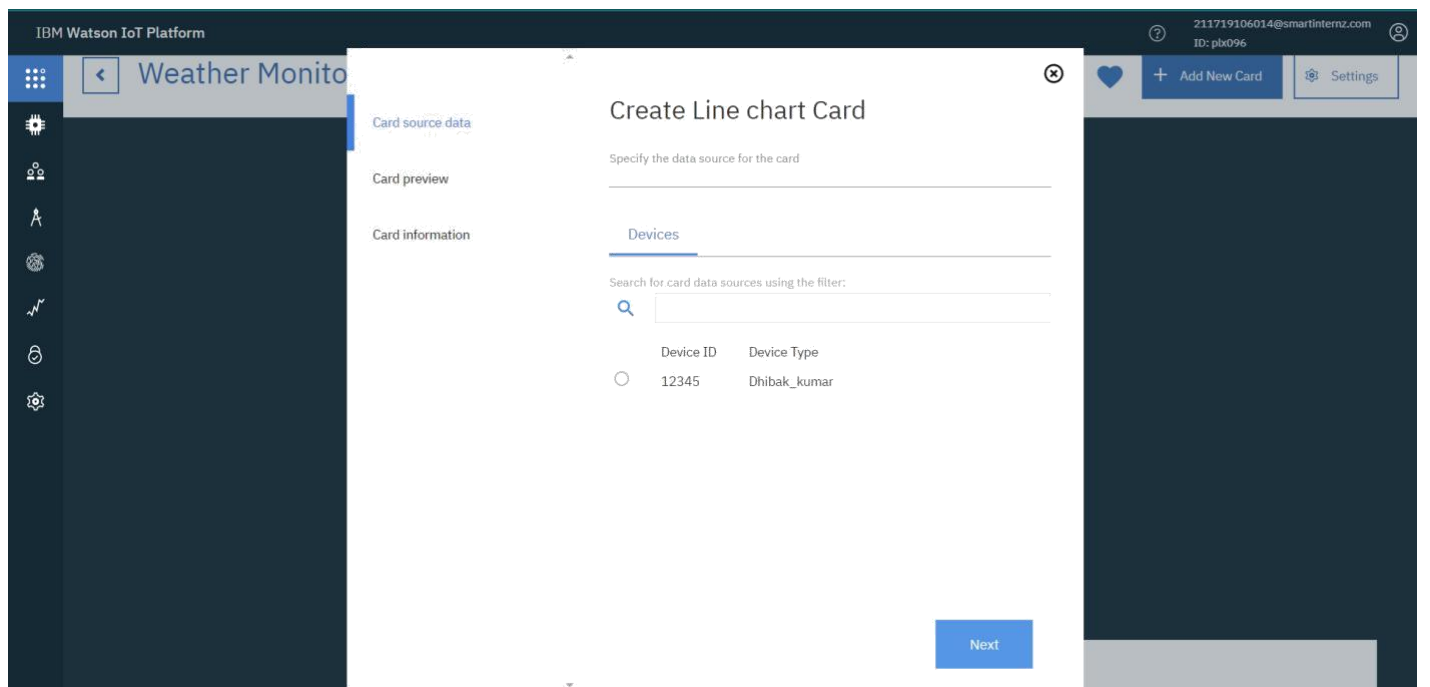 IBM Watson IoT Platform
211719106014@smartinternz.com
ID: plx096
Weather Monito
Add New Card
Settings
Card source data
Card preview
Card information
Create Line chart Card
Specify the data source for the card
Devices
Search for card data sources using the filter:
Device ID Device Type
12345 Dhibak_kumar
Next